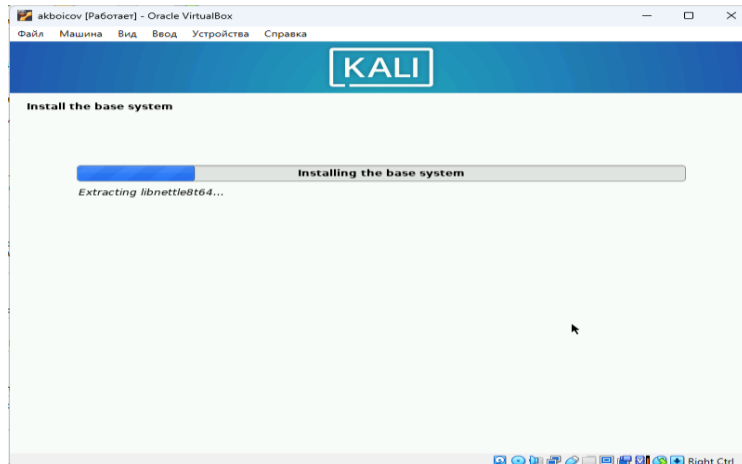 akboicov [Работает] - Oracle VirtualBox
Файл Машина Вид Ввод Устройства Справка
KALI
Install the base system
Installing the base system
Extracting libnettle8t64...
Right Ctrl